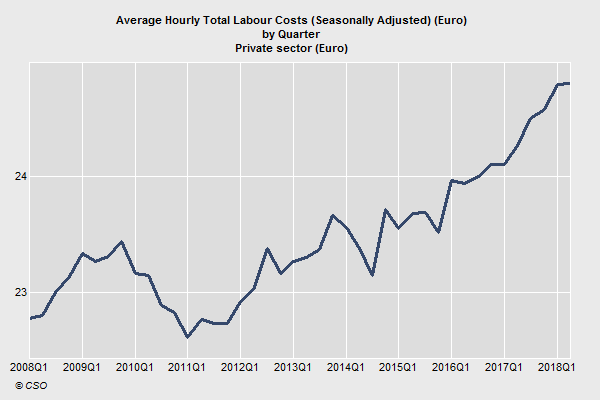 Average Hourly Total Labour Costs (Seasonally Adjusted) (Euro)
by Quarter
Private sector (Euro)
24
23
2008Q1 2009Q1 2010Q1 2011Q1 2012Q1 2013Q1 2014Q1 2015Q1 2016Q1 2017Q1 2018Q1
© CSO